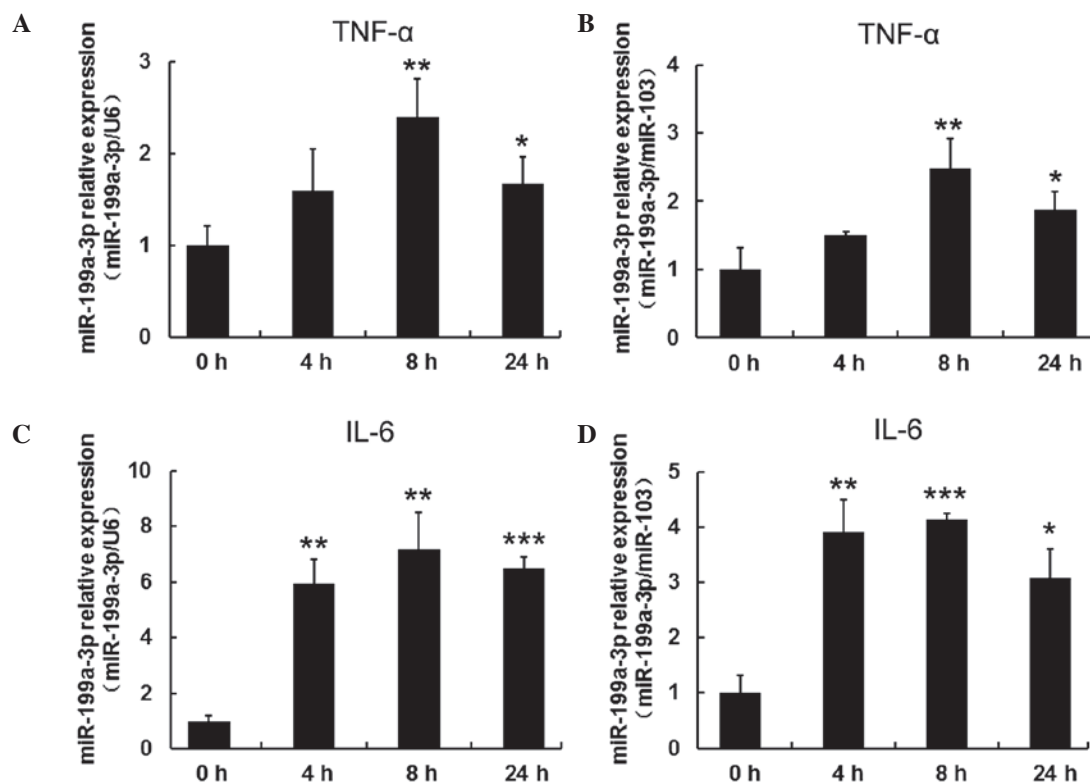 A
TNF-α
miR-199a-3p relative expression
（miR-199a-3p/U6）
3
2
1
0
**
*
0 h 4 h 8 h 24 h
B
TNF-α
miR-199a-3p relative expression
（miR-199a-3p/miR-103）
4
3
2
1
0
**
*
0 h 4 h 8 h 24 h
C
IL-6
miR-199a-3p relative expression
（miR-199a-3p/U6）
10
8
6
4
2
0
**
**
***
0 h 4 h 8 h 24 h
D
IL-6
miR-199a-3p relative expression
（miR-199a-3p/miR-103）
5
4
3
2
1
0
**
***
*
0 h 4 h 8 h 24 h